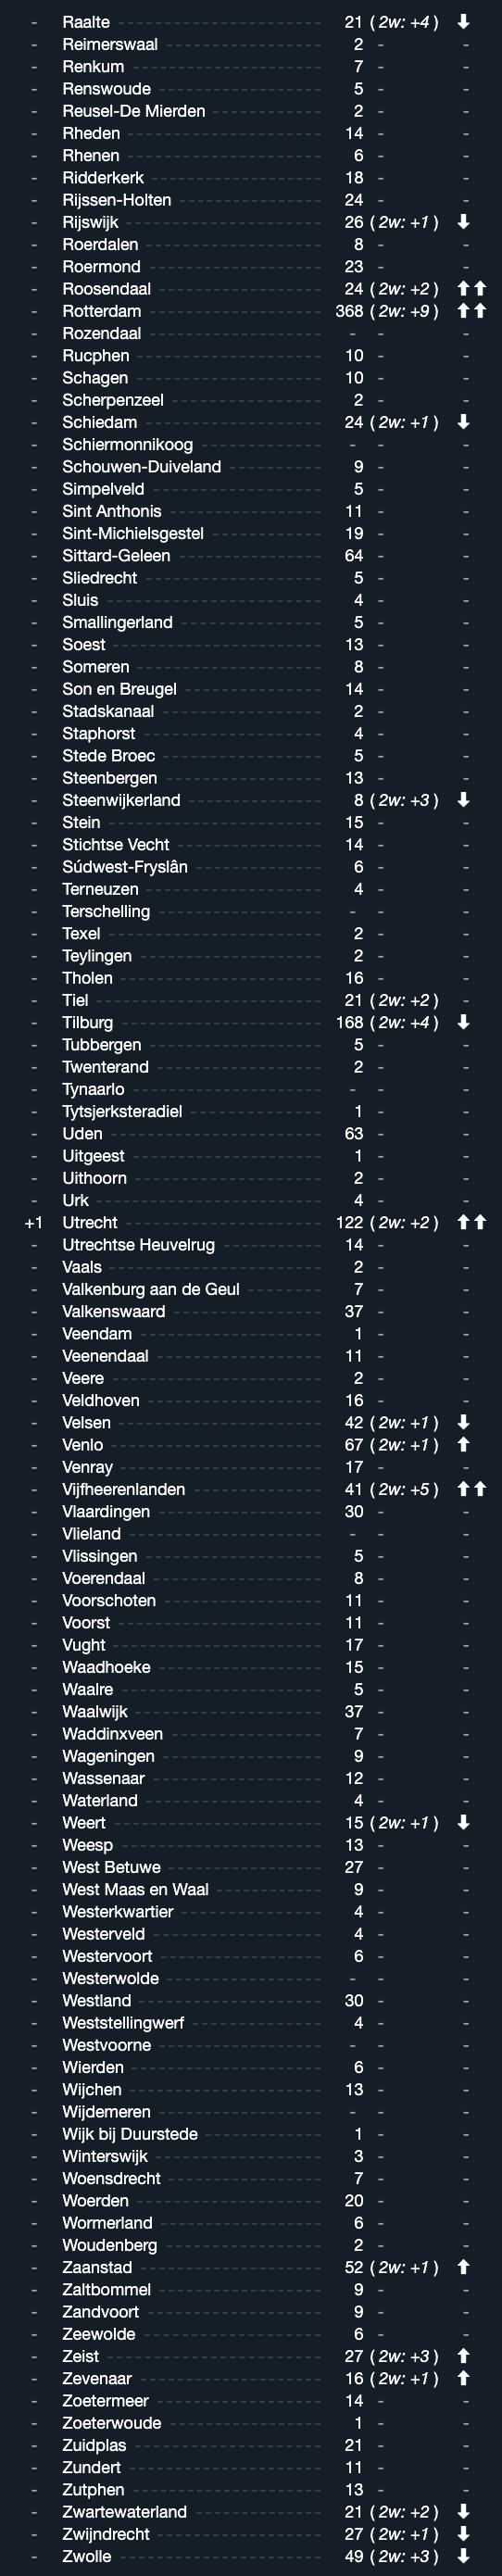 - Raalte 21 ( 2w: +4 ) ⬇
- Reimerswaal 2 - -
- Renkum 7 - -
- Renswoude 5 - -
- Reusel-De Mierden 2 - -
- Rheden 14 - -
- Rhenen 6 - -
- Ridderkerk 18 - -
- Rijssen-Holten 24 - -
- Rijswijk 26 ( 2w: +1 ) ⬇
- Roerdalen 8 - -
- Roermond 23 - -
- Roosendaal 24 ( 2w: +2 ) ⬆⬆
- Rotterdam 368 ( 2w: +9 ) ⬆⬆
- Rozendaal - - -
- Rucphen 10 - -
- Schagen 10 - -
- Scherpenzeel 2 - -
- Schiedam 24 ( 2w: +1 ) ⬇
- Schiermonnikoog - - -
- Schouwen-Duiveland 9 - -
- Simpelveld 5 - -
- Sint Anthonis 11 - -
- Sint-Michielsgestel 19 - -
- Sittard-Geleen 64 - -
- Sliedrecht 5 - -
- Sluis 4 - -
- Smallingerland 5 - -
- Soest 13 - -
- Someren 8 - -
- Son en Breugel 14 - -
- Stadskanaal 2 - -
- Staphorst 4 - -
- Stede Broec 5 - -
- Steenbergen 13 - -
- Steenwijkerland 8 ( 2w: +3 ) ⬇
- Stein 15 - -
- Stichtse Vecht 14 - -
- Súdwest-Fryslân 6 - -
- Terneuzen 4 - -
- Terschelling - - -
- Texel 2 - -
- Teylingen 2 - -
- Tholen 16 - -
- Tiel 21 ( 2w: +2 ) -
- Tilburg 168 ( 2w: +4 ) ⬇
- Tubbergen 5 - -
- Twenterand 2 - -
- Tynaarlo - - -
- Tytsjerksteradiel 1 - -
- Uden 63 - -
- Uitgeest 1 - -
- Uithoorn 2 - -
- Urk 4 - -
+1 Utrecht 122 ( 2w: +2 ) ⬆⬆
- Utrechtse Heuvelrug 14 - -
- Vaals 2 - -
- Valkenburg aan de Geul 7 - -
- Valkenswaard 37 - -
- Veendam 1 - -
- Veenendaal 11 - -
- Veere 2 - -
- Veldhoven 16 - -
- Velsen 42 ( 2w: +1 ) ⬇
- Venlo 67 ( 2w: +1 ) ⬆
- Venray 17 - -
- Vijfheerenlanden 41 ( 2w: +5 ) ⬆⬆
- Vlaardingen 30 - -
- Vlieland - - -
- Vlissingen 5 - -
- Voerendaal 8 - -
- Voorschoten 11 - -
- Voorst 11 - -
- Vught 17 - -
- Waadhoeke 15 - -
- Waalre 5 - -
- Waalwijk 37 - -
- Waddinxveen 7 - -
- Wageningen 9 - -
- Wassenaar 12 - -
- Waterland 4 - -
- Weert 15 ( 2w: +1 ) ⬇
- Weesp 13 - -
- West Betuwe 27 - -
- West Maas en Waal 9 - -
- Westerkwartier 4 - -
- Westerveld 4 - -
- Westervoort 6 - -
- Westerwolde - - -
- Westland 30 - -
- Weststellingwerf 4 - -
- Westvoorne - - -
- Wierden 6 - -
- Wijchen 13 - -
- Wijdemeren - - -
- Wijk bij Duurstede 1 - -
- Winterswijk 3 - -
- Woensdrecht 7 - -
- Woerden 20 - -
- Wormerland 6 - -
- Woudenberg 2 - -
- Zaanstad 52 ( 2w: +1 ) ⬆
- Zaltbommel 9 - -
- Zandvoort 9 - -
- Zeewolde 6 - -
- Zeist 27 ( 2w: +3 ) ⬆
- Zevenaar 16 ( 2w: +1 ) ⬆
- Zoetermeer 14 - -
- Zoeterwoude 1 - -
- Zuidplas 21 - -
- Zundert 11 - -
- Zutphen 13 - -
- Zwartewaterland 21 ( 2w: +2 ) ⬇
- Zwijndrecht 27 ( 2w: +1 ) ⬇
- Zwolle 49 ( 2w: +3 ) ⬇